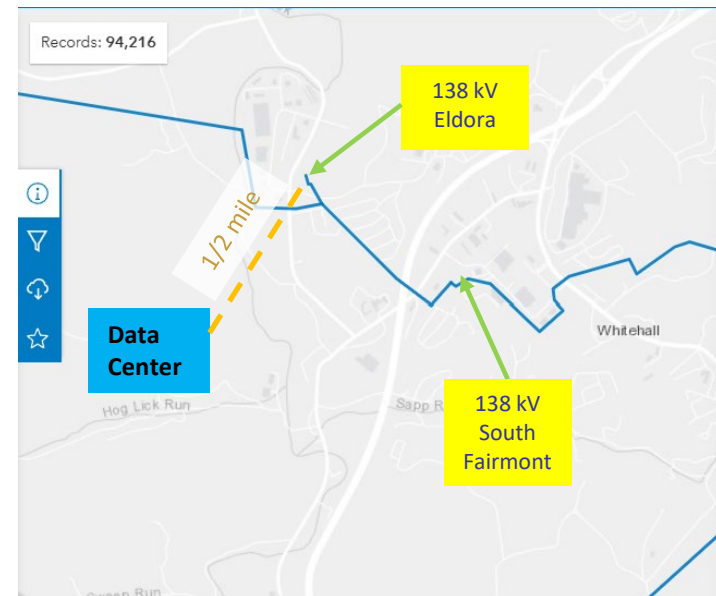 Records: 94,216
138 kV
Eldora
1/2 mile
Data
Center
Whitehall
Hog Lick Run
Sapp R
138 kV
South
Fairmont
Run